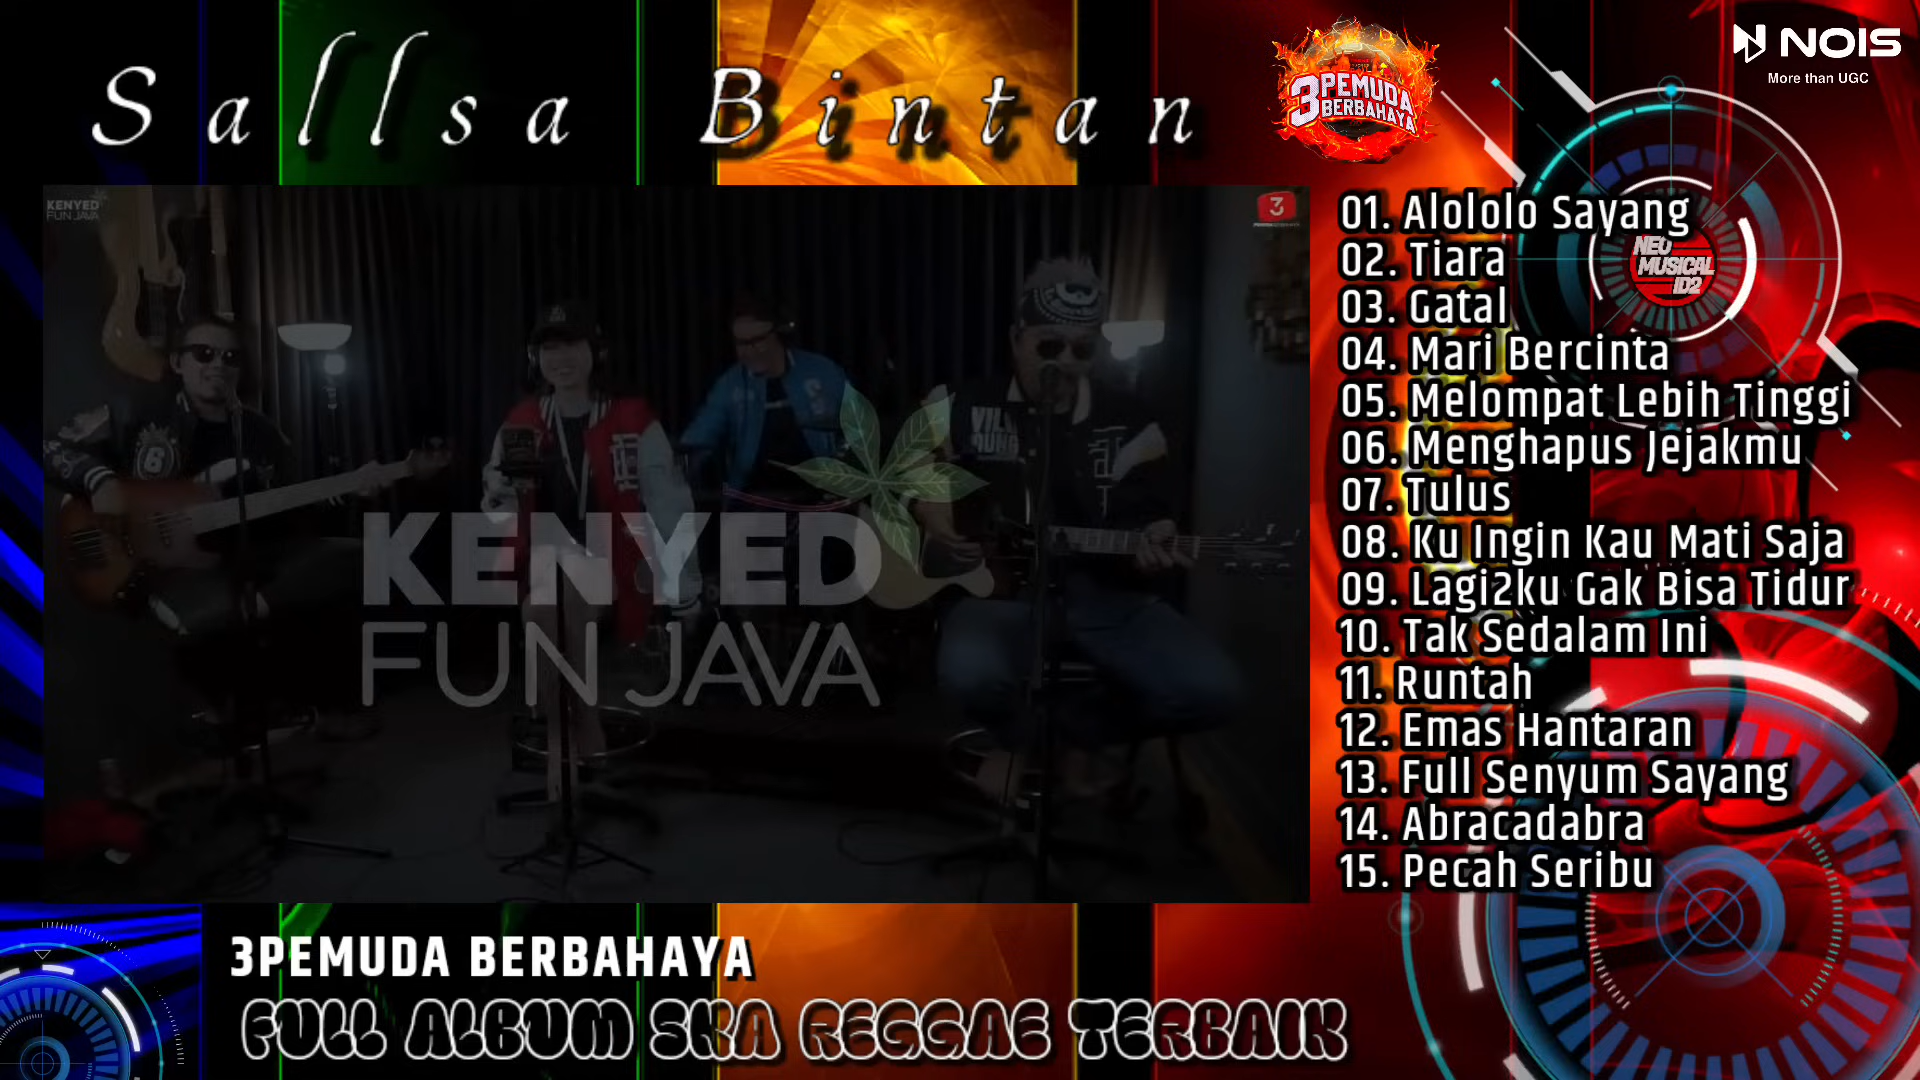 Sallsa Bintan
3PEMUDA
BERBAHAYA
NOIS
More than UGC
KENYED
FUN JAVA
3
01. Alololo Sayang
02. Tiara
03. Gatal
04. Mari Bercinta
05. Melompat Lebih Tinggi
06. Menghapus Jejakmu
07. Tulus
08. Ku Ingin Kau Mati Saja
09. Lagi2ku Gak Bisa Tidur
10. Tak Sedalam Ini
11. Runtah
12. Emas Hantaran
13. Full Senyum Sayang
14. Abracadabra
15. Pecah Seribu
NEO
MUSICAL
ID2
6
KENYED
FUN JAVA
3PEMUDA BERBAHAYA
FULL ALBUM SKA REGGAE TERBAIK